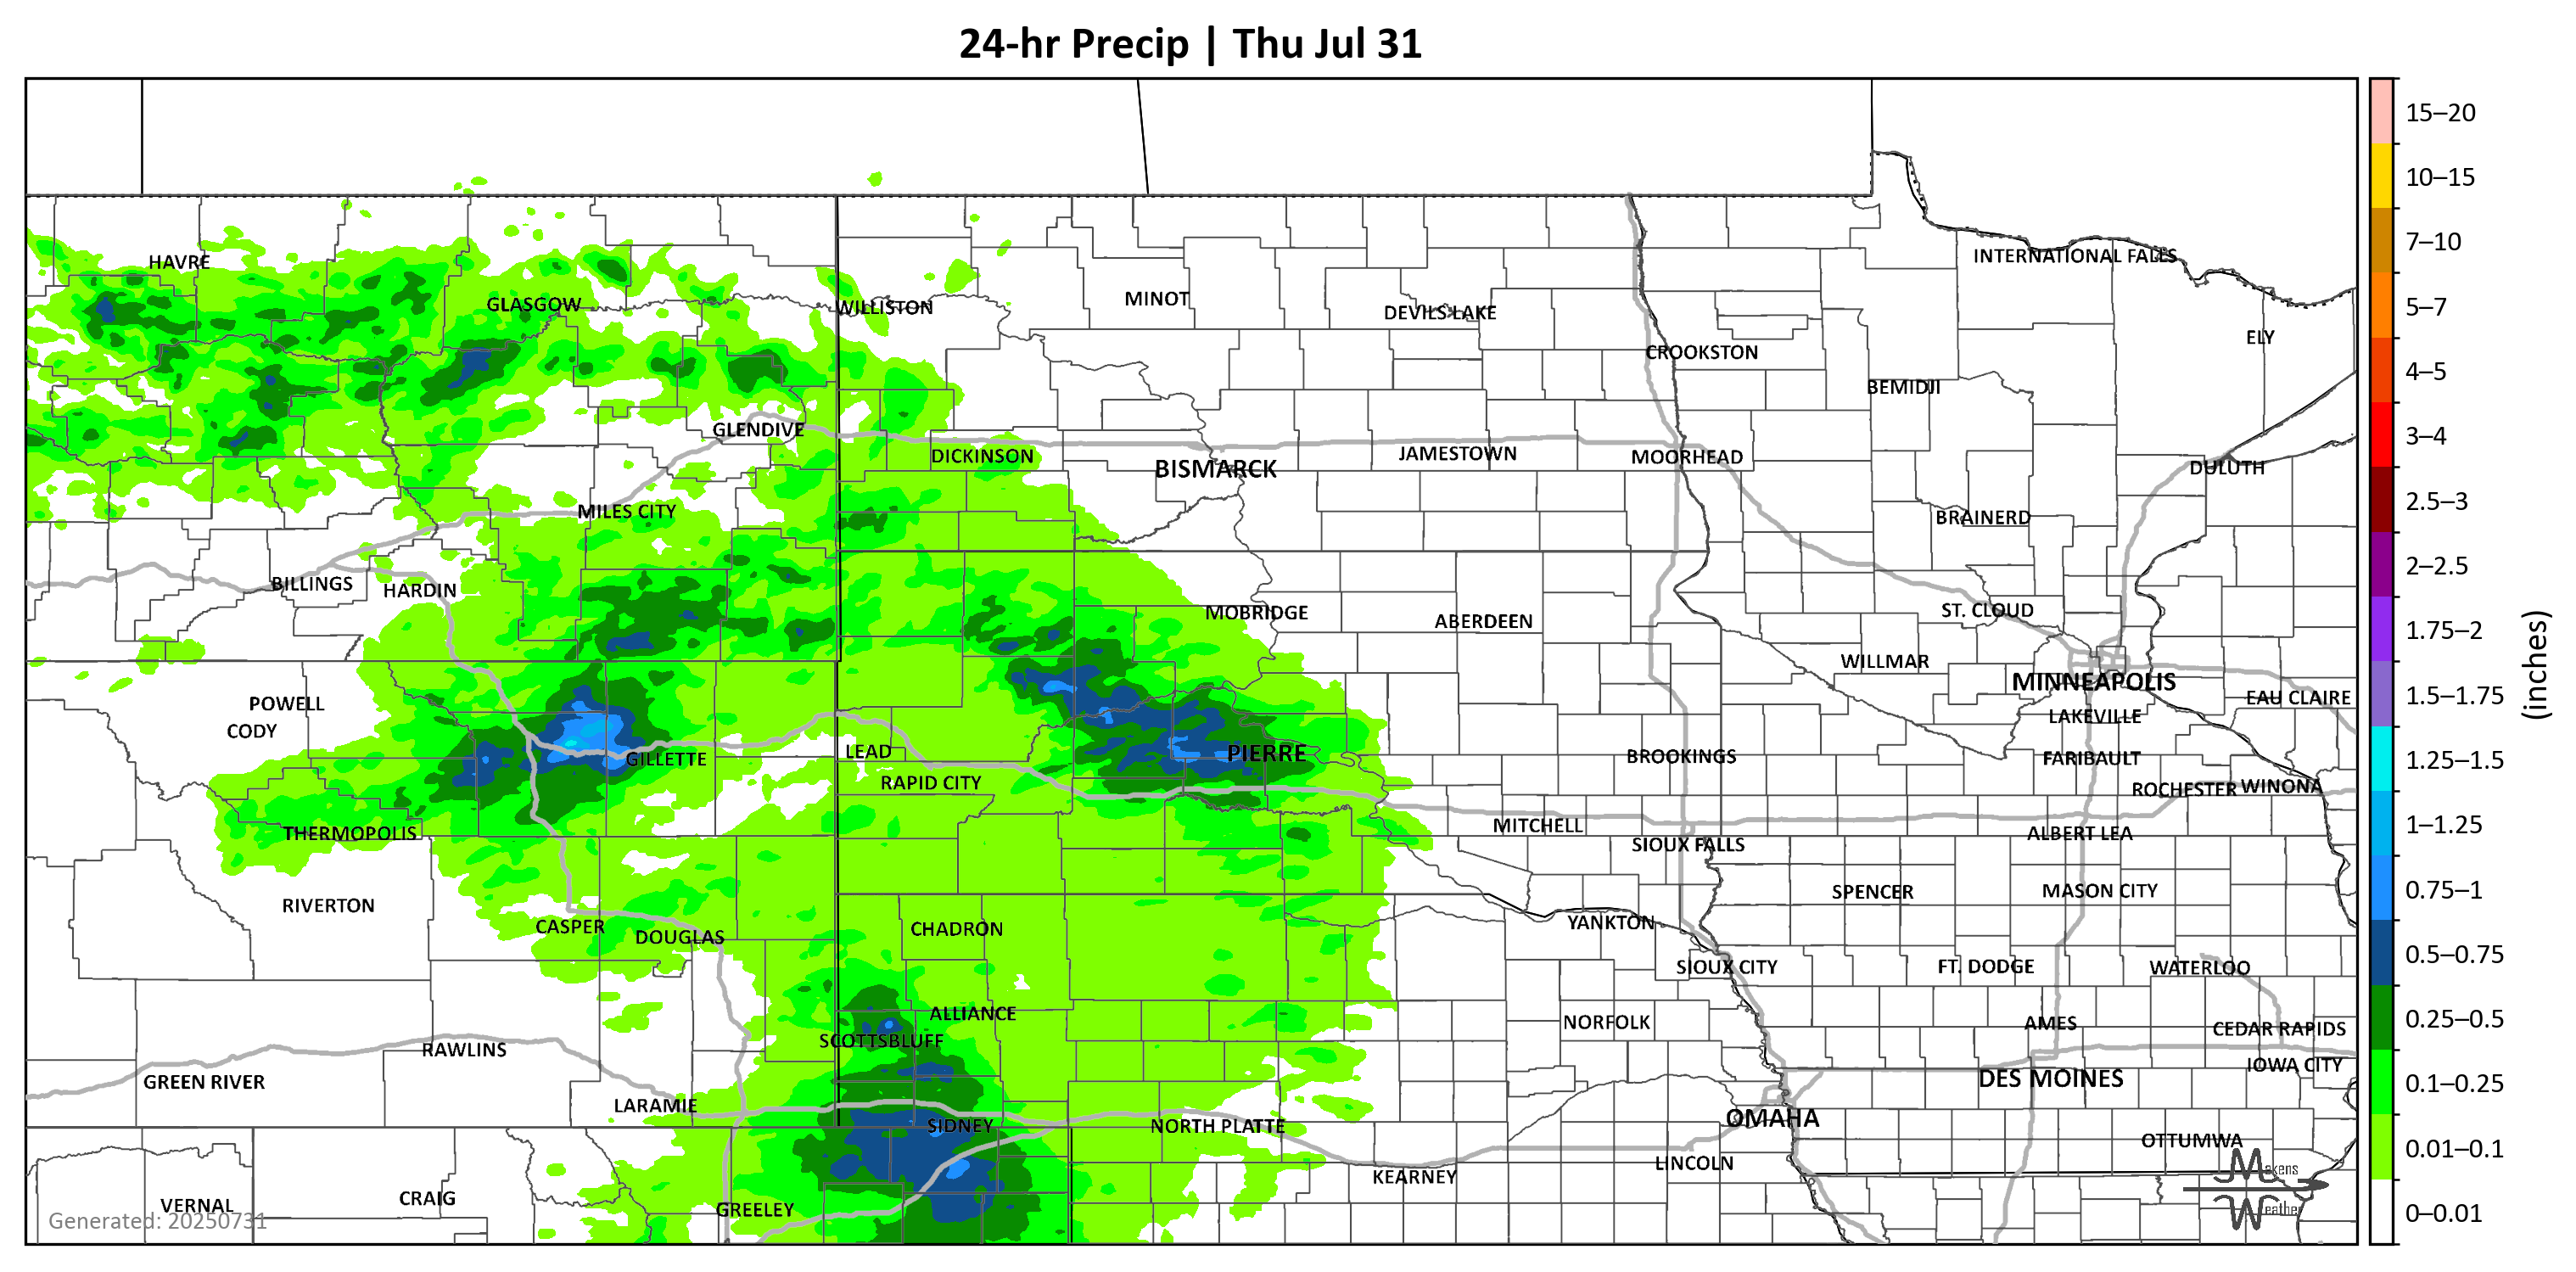 24-hr Precip | Thu Jul 31
15–20
10–15
INTERNATIONAL FALLS
HAVRE
7–10
MINOT
GLASGOW
WILLISTON
DEVILS LAKE
5–7
ELY
CROOKSTON
4–5
BEMIDJI
GLENDIVE
3–4
DICKINSON
JAMESTOWN
MOORHEAD
BISMARCK
DULUTH
2.5–3
MILES CITY
BRAINERD
2–2.5
BILLINGS
HARDIN
MOBRIDGE
ABERDEEN
ST. CLOUD
1.75–2
(inches)
WILLMAR
MINNEAPOLIS
1.5–1.75
EAU CLAIRE
POWELL
LAKEVILLE
CODY
LEAD
PIERRE
BROOKINGS
FARIBAULT
GILLETTE
1.25–1.5
RAPID CITY
ROCHESTER
WINONA
THERMOPOLIS
MITCHELL
ALBERT LEA
1–1.25
SIOUX FALLS
SPENCER
MASON CITY
0.75–1
RIVERTON
CASPER
CHADRON
YANKTON
DOUGLAS
0.5–0.75
SIOUX CITY
FT. DODGE
WATERLOO
ALLIANCE
NORFOLK
AMES
CEDAR RAPIDS
0.25–0.5
SCOTTSBLUFF
RAWLINS
IOWA CITY
GREEN RIVER
DES MOINES
0.1–0.25
LARAMIE
OMAHA
SIDNEY
NORTH PLATTE
OTTUMWA
0.01–0.1
LINCOLN
KEARNEY
Makens
Weather
CRAIG
VERNAL
GREELEY
0–0.01
Generated: 20250731